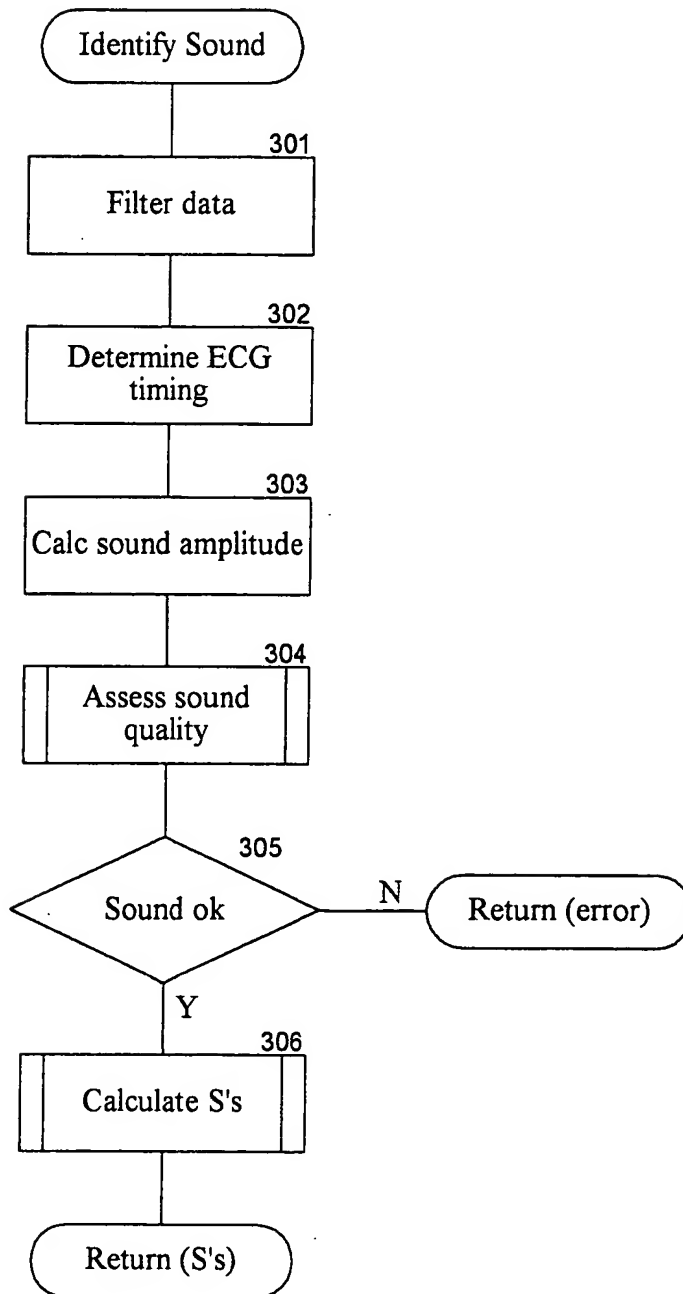 Identify Sound
301
Filter data
302
Determine ECG
timing
303
Calc sound amplitude
304
Assess sound
quality
305
Sound ok
N
Return (error)
Y
306
Calculate S's
Return (S's)